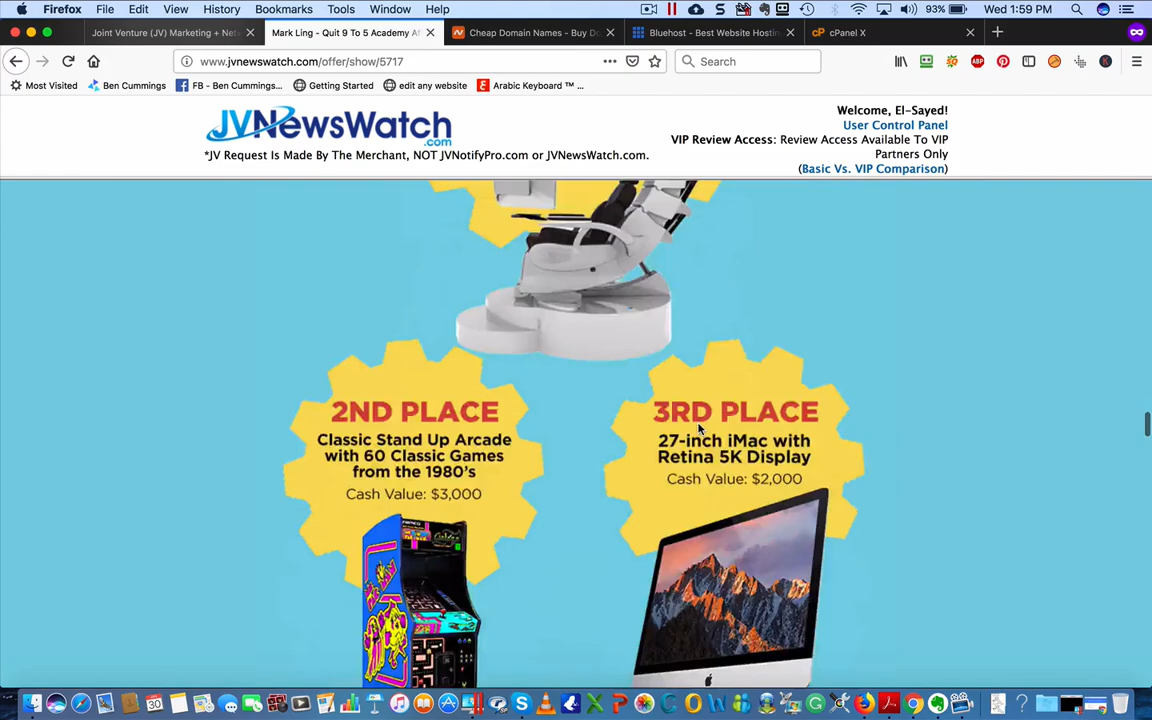 Firefox File Edit View History Bookmarks Tools Window Help 93% Wed 1:59 PM
Joint Venture (JV) Marketing + Net
Mark Ling - Quit 9 To 5 Academy Af
Cheap Domain Names - Buy Do
Bluehost - Best Website Hostin
cPanel X
www.jvnewswatch.com/offer/show/5717
Search
Most Visited Ben Cummings FB - Ben Cummings... Getting Started edit any website Arabic Keyboard ™ ...
JVNewsWatch
.com
*JV Request Is Made By The Merchant, NOT JVNotifyPro.com or JVNewsWatch.com.
Welcome, El-Sayed!
User Control Panel
VIP Review Access: Review Access Available To VIP
Partners Only
(Basic Vs. VIP Comparison)
2ND PLACE
Classic Stand Up Arcade
with 60 Classic Games
from the 1980's
Cash Value: $3,000
3RD PLACE
27-inch iMac with
Retina 5K Display
Cash Value: $2,000